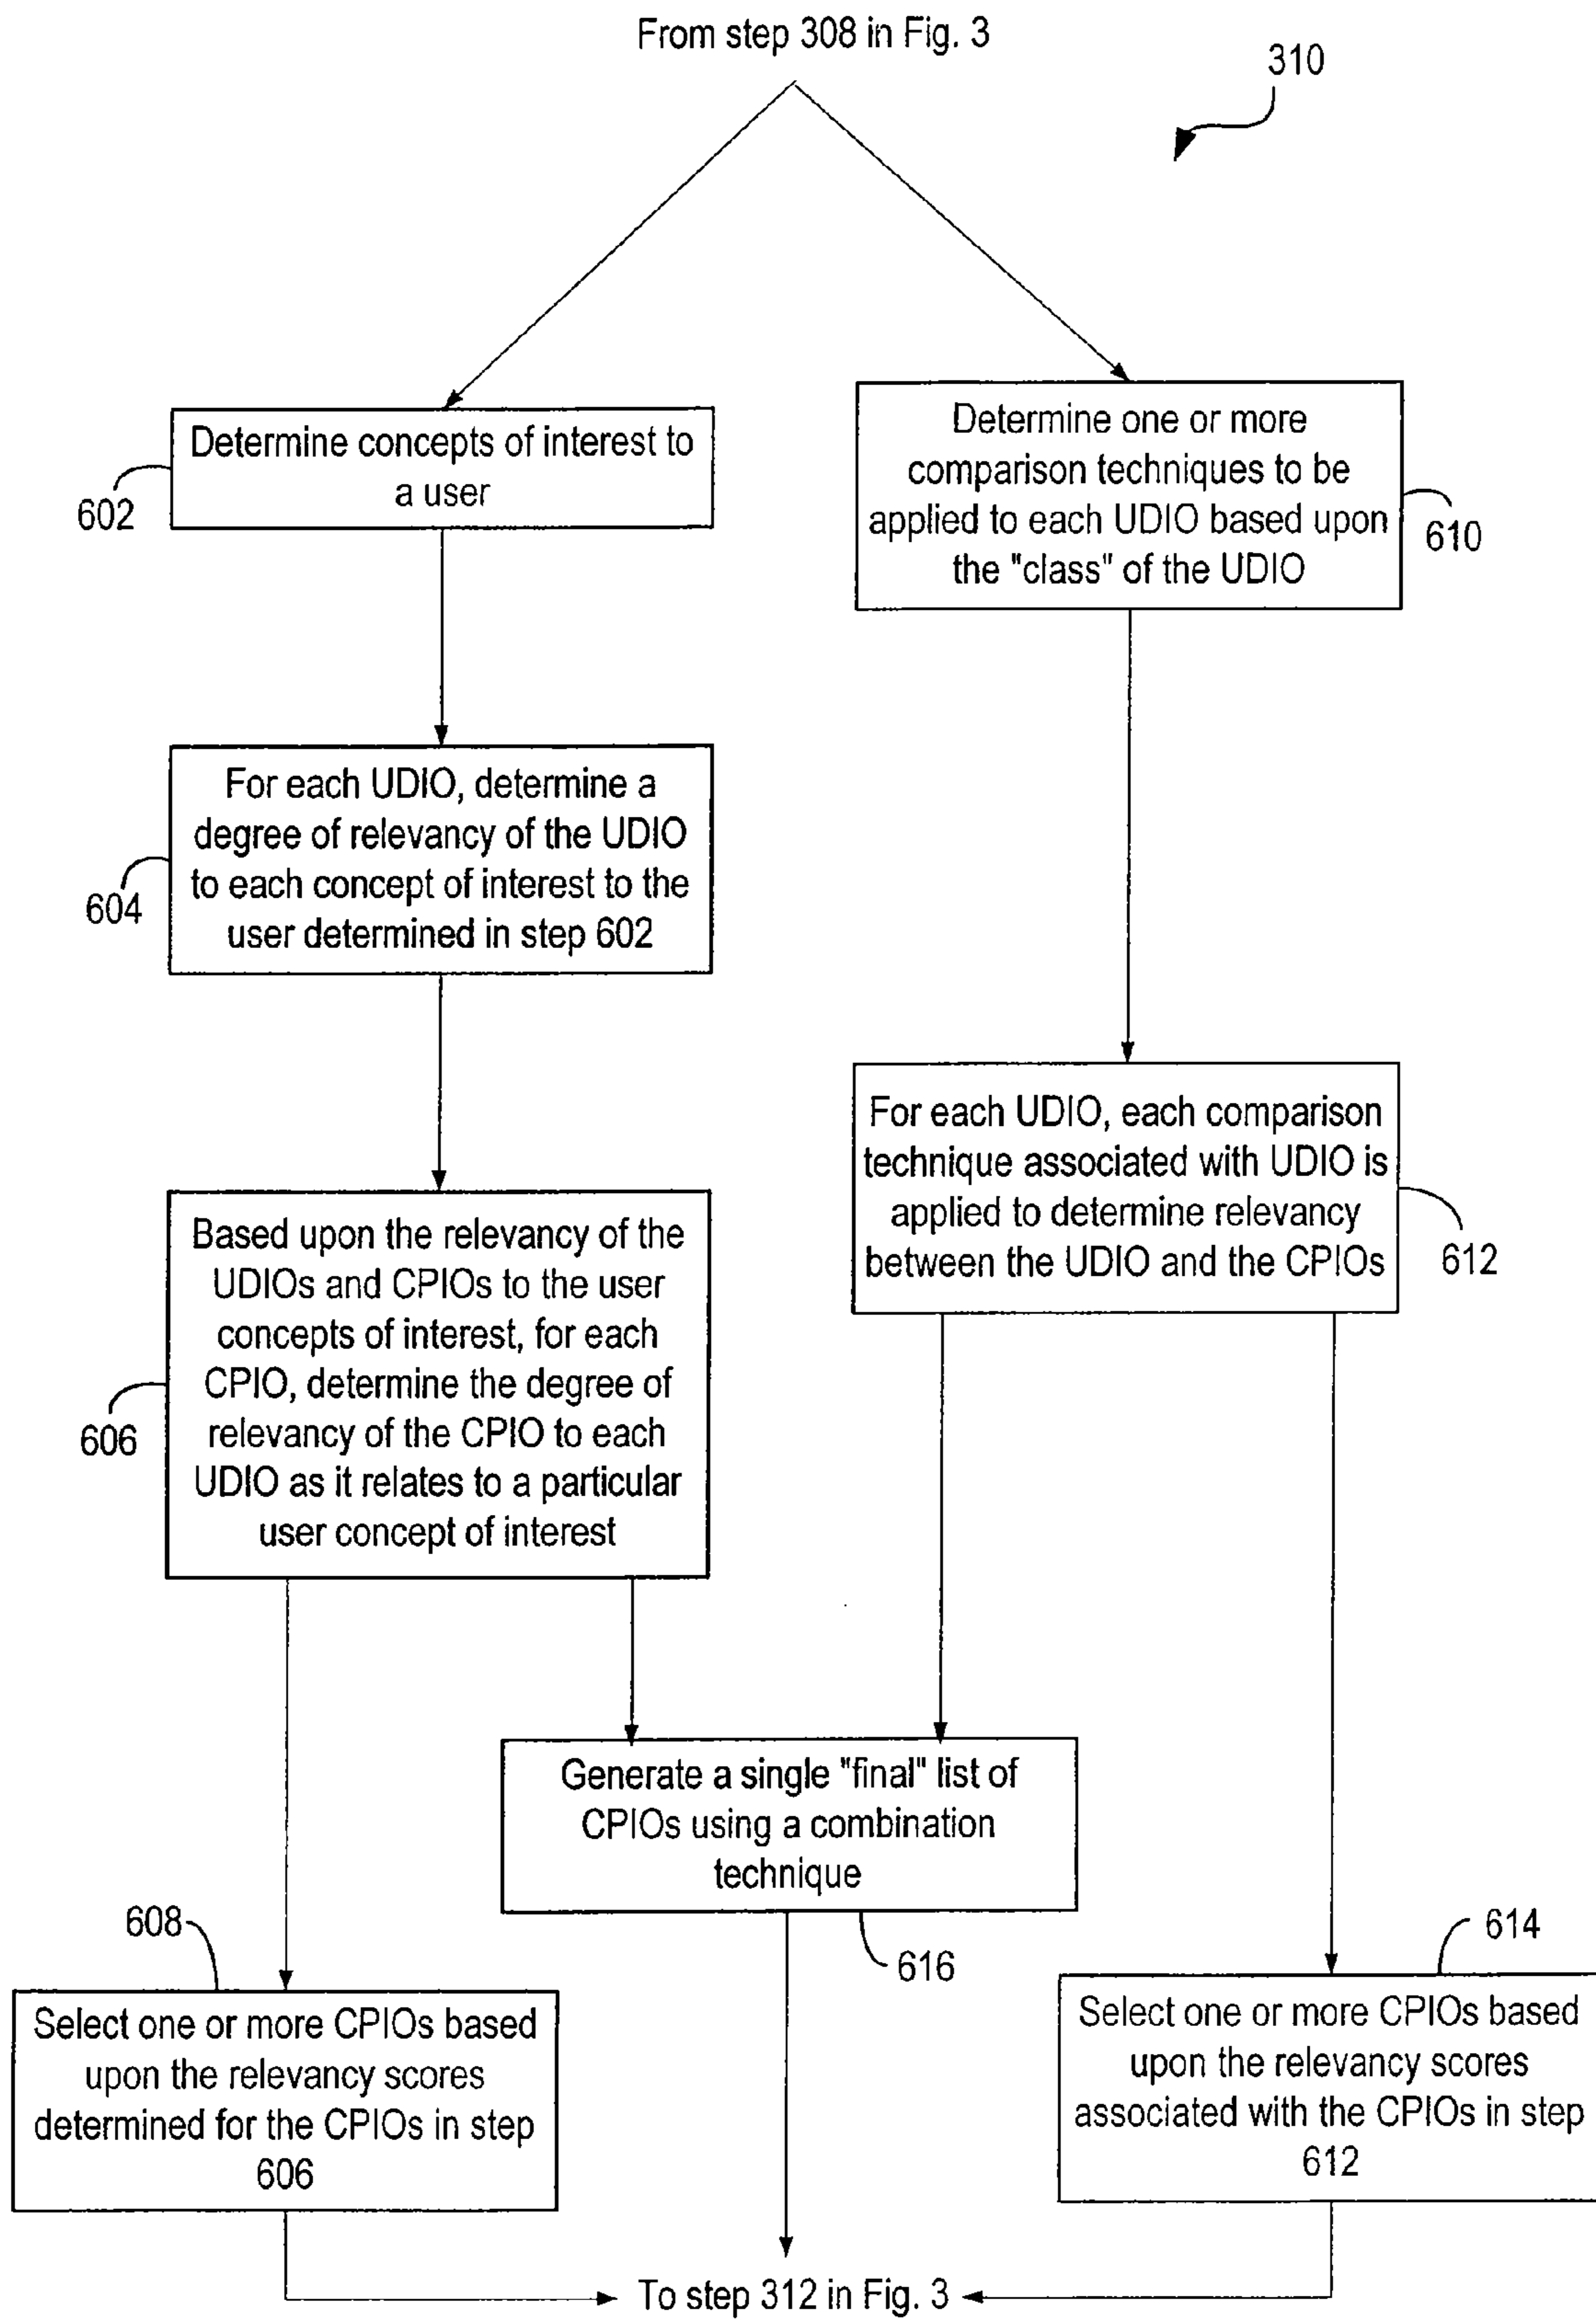 From step 308 in Fig. 3
310
Determine concepts of interest to
a user
602
Determine one or more
comparison techniques to be
applied to each UDIO based upon
the "class" of the UDIO
610
For each UDIO, determine a
degree of relevancy of the UDIO
to each concept of interest to the
user determined in step 602
604
For each UDIO, each comparison
technique associated with UDIO is
applied to determine relevancy
between the UDIO and the CPIOs
612
Based upon the relevancy of the
UDIOs and CPIOs to the user
concepts of interest, for each
CPIO, determine the degree of
relevancy of the CPIO to each
UDIO as it relates to a particular
user concept of interest
606
Generate a single "final" list of
CPIOs using a combination
technique
616
608
Select one or more CPIOs based
upon the relevancy scores
determined for the CPIOs in step
606
614
Select one or more CPIOs based
upon the relevancy scores
associated with the CPIOs in step
612
To step 312 in Fig. 3